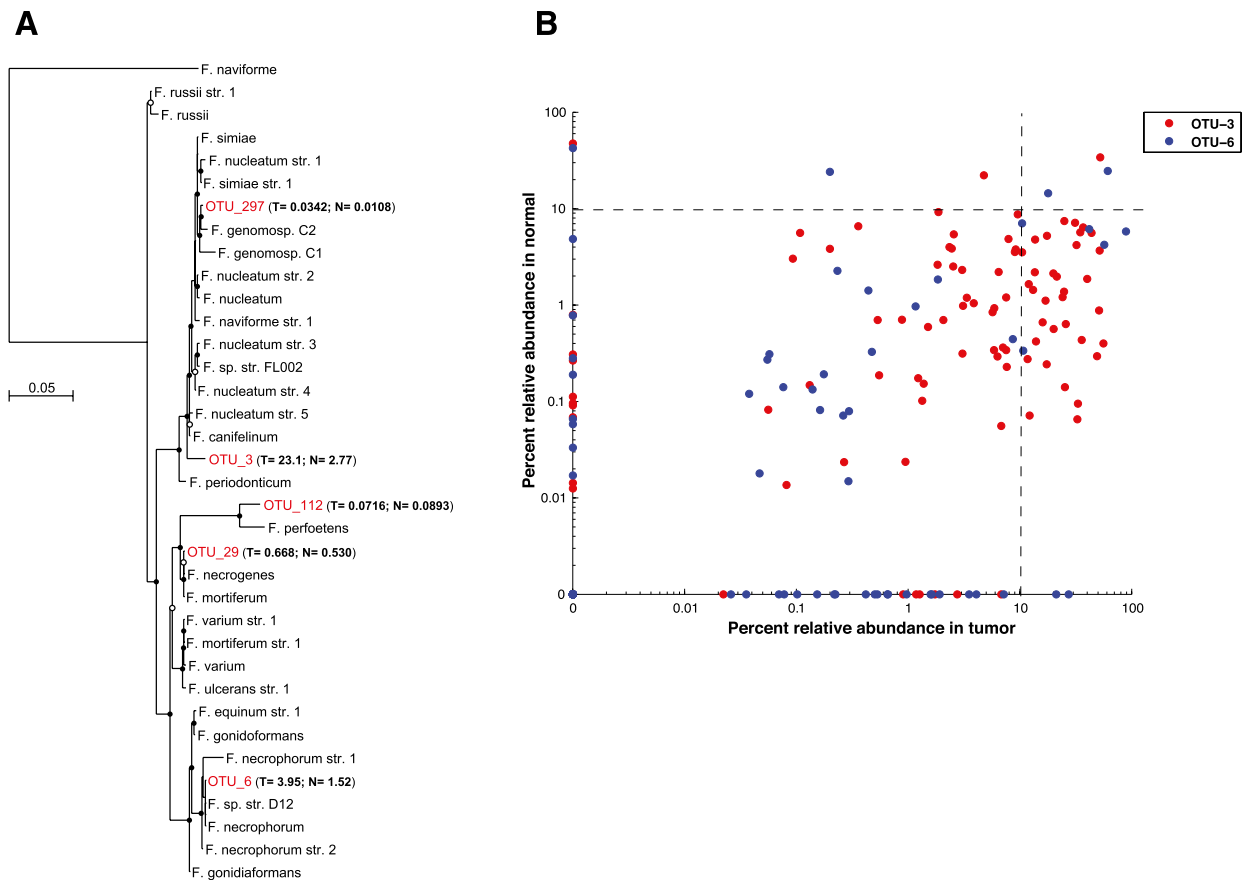 A
F. naviforme
F. russii str. 1
F. russii
F. simiae
F. nucleatum str. 1
F. simiae str. 1
OTU_297 (T= 0.0342; N= 0.0108)
F. genomosp. C2
F. genomosp. C1
F. nucleatum str. 2
F. nucleatum
F. naviforme str. 1
F. nucleatum str. 3
F. sp. str. FL002
F. nucleatum str. 4
F. nucleatum str. 5
F. canifelinum
OTU_3 (T= 23.1; N= 2.77)
F. periodonticum
OTU_112 (T= 0.0716; N= 0.0893)
F. perfoetens
OTU_29 (T= 0.668; N= 0.530)
F. necrogenes
F. mortiferum
F. varium str. 1
F. mortiferum str. 1
F. varium
F. ulcerans str. 1
F. equinum str. 1
F. gonidoformans
F. necrophorum str. 1
OTU_6 (T= 3.95; N= 1.52)
F. sp. str. D12
F. necrophorum
F. necrophorum str. 2
F. gonidiaformans
0.05
B
Percent relative abundance in normal
100
10
1
0.1
0.01
0
0 0.01 0.1 1 10 100
Percent relative abundance in tumor
OTU−3
OTU−6